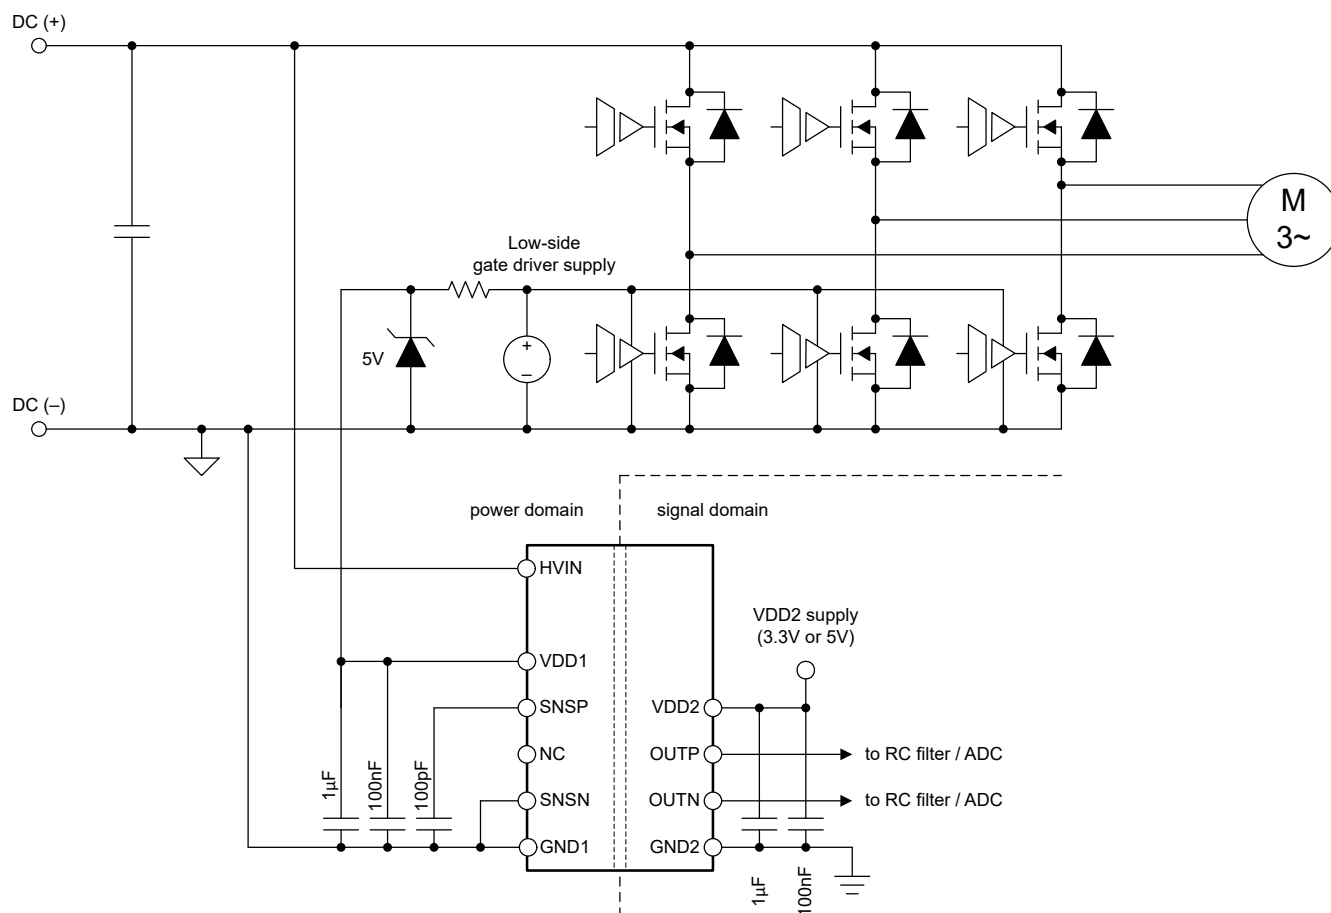 DC (+)
M
3~
Low-side
gate driver supply
5V
+
–
DC (–)
power domain
signal domain
HVIN
VDD2 supply
(3.3V or 5V)
VDD1
SNSP
VDD2
NC
OUTP
to RC filter / ADC
1µF
100nF
100pF
SNSN
OUTN
to RC filter / ADC
GND1
GND2
1µF
100nF